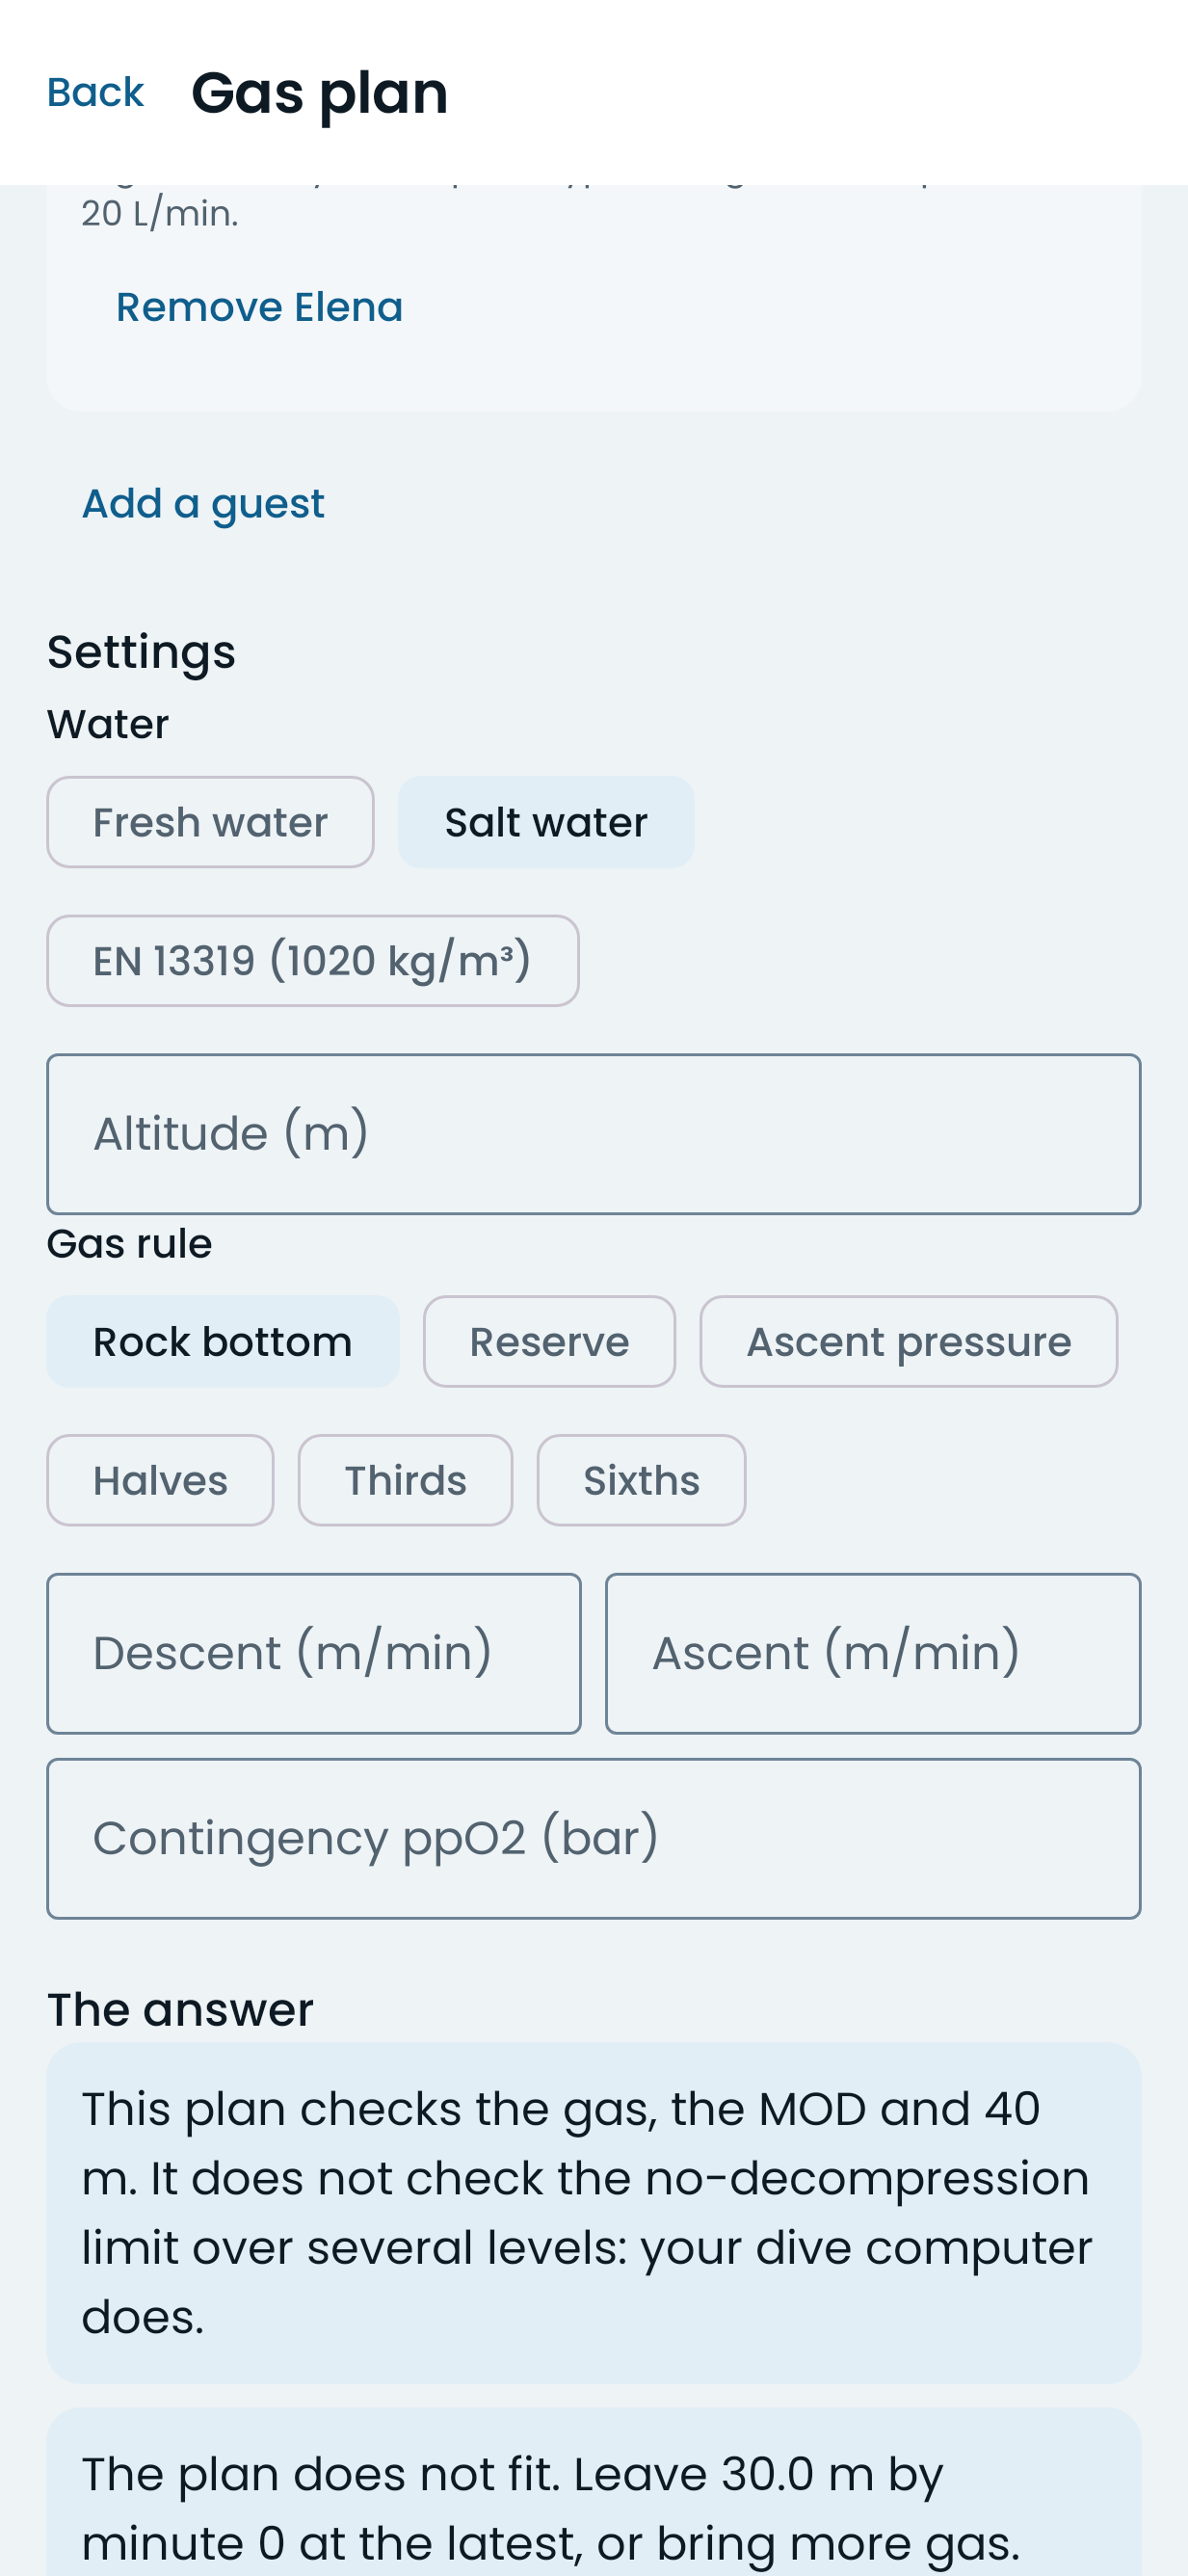 Back Gas plan
20 L/min.
Remove Elena
Add a guest
Settings
Water
Fresh water Salt water
EN 13319 (1020 kg/m³)
Altitude (m)
Gas rule
Rock bottom Reserve Ascent pressure
Halves Thirds Sixths
Descent (m/min) Ascent (m/min)
Contingency ppO2 (bar)
The answer
This plan checks the gas, the MOD and 40
m. It does not check the no-decompression
limit over several levels: your dive computer
does.
The plan does not fit. Leave 30.0 m by
minute 0 at the latest, or bring more gas.